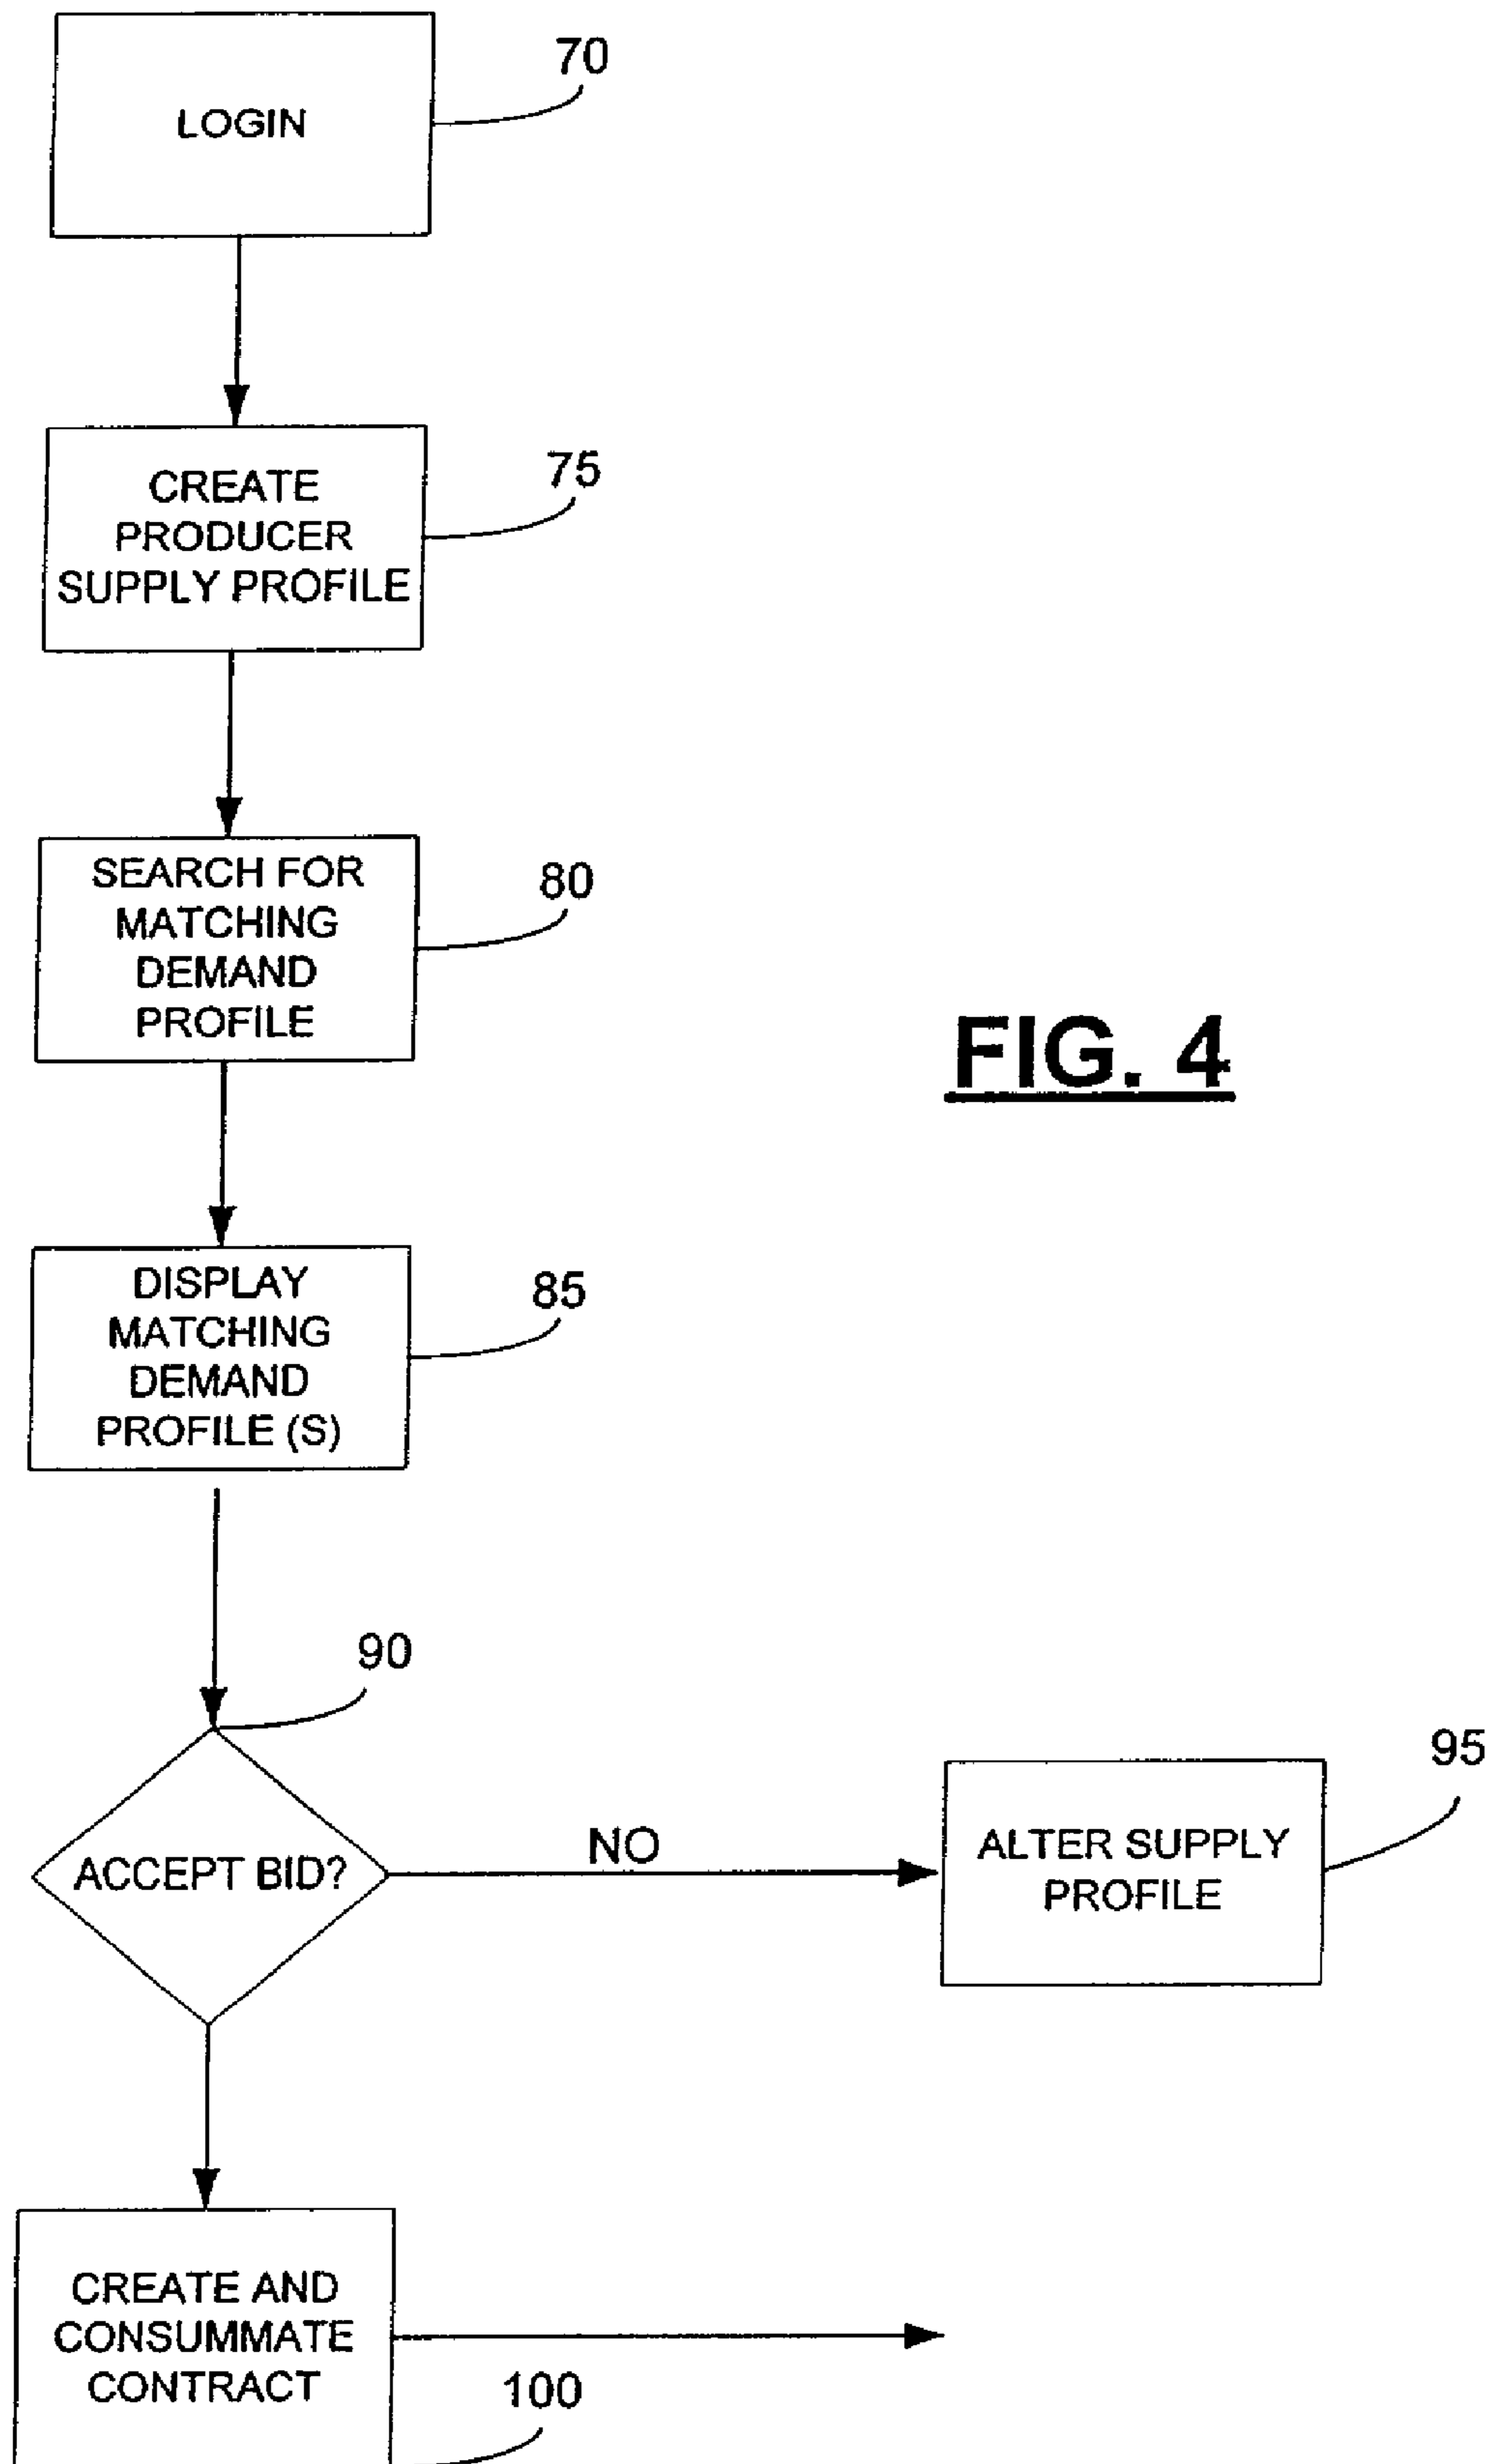 70
LOGIN
75
CREATE
PRODUCER
SUPPLY PROFILE
80
SEARCH FOR
MATCHING
DEMAND
PROFILE
FIG. 4
85
DISPLAY
MATCHING
DEMAND
PROFILE (S)
90
ACCEPT BID?
NO
95
ALTER SUPPLY
PROFILE
CREATE AND
CONSUMMATE
CONTRACT
100